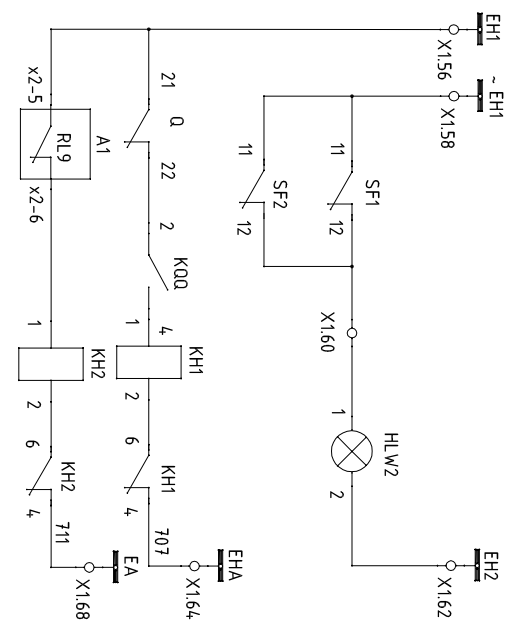 EH1
~ EH1
EH2
X1.56
X1.58
X1.62
HLW2
SF1
11
12
1
2
X1.60
SF2
11
12
EHA
KH1
X1.64
Q
KQQ
KH1
21
22
2
4
707
1
2
6
4
EA
A1
KH2
X1.68
RL9
KH2
711
x2-5
x2-6
1
2
6
4